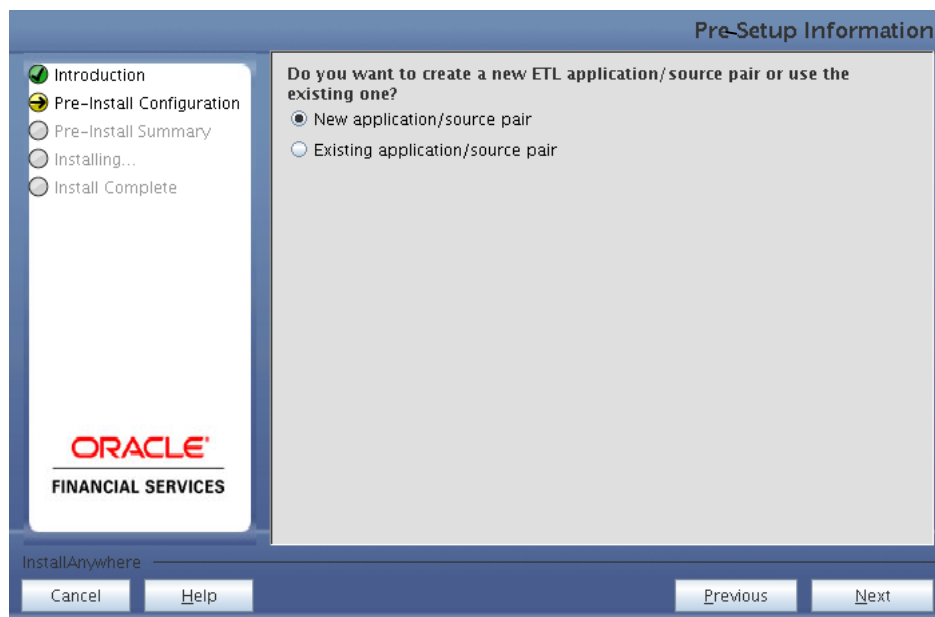 Pre-Setup Information
Introduction
Pre-Install Configuration
Pre-Install Summary
Installing...
Install Complete
Do you want to create a new ETL application/source pair or use the
existing one?
New application/source pair
Existing application/source pair
ORACLE'
FINANCIAL SERVICES
InstallAnywhere
Cancel
Help
Previous
Next